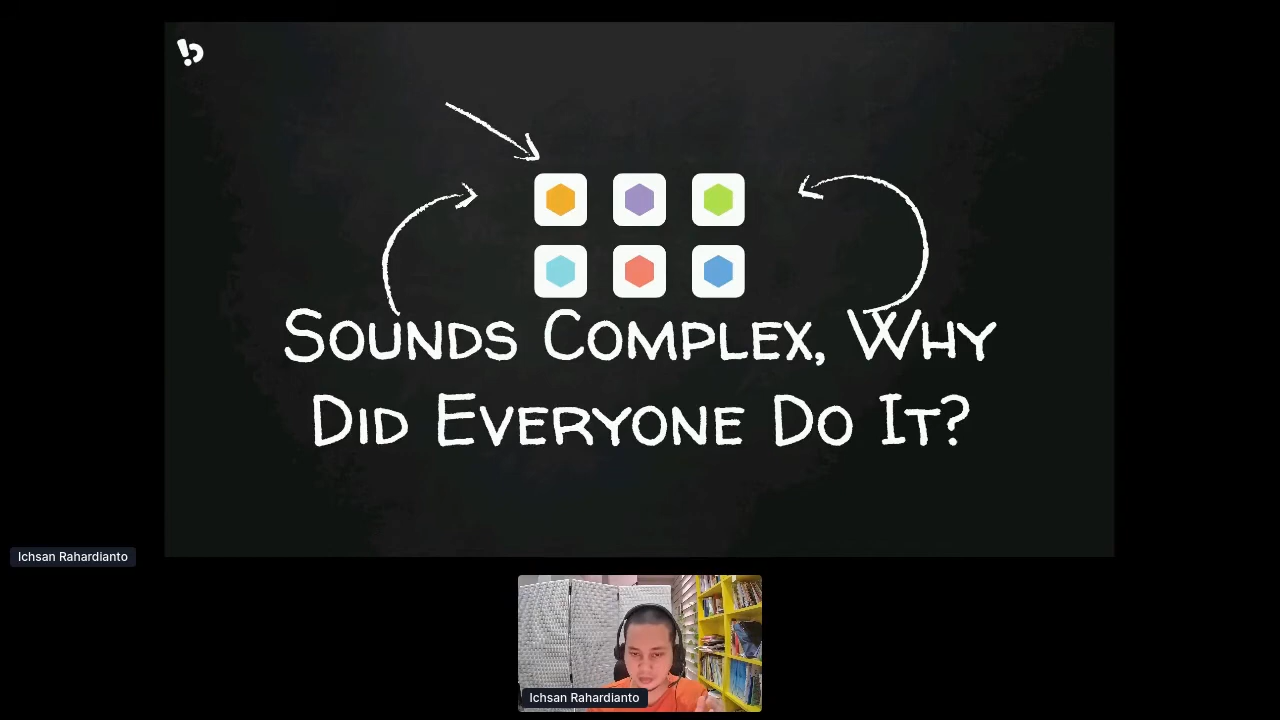 Sounds Complex, Why
Did Everyone Do It?
Ichsan Rahardianto
Ichsan Rahardianto